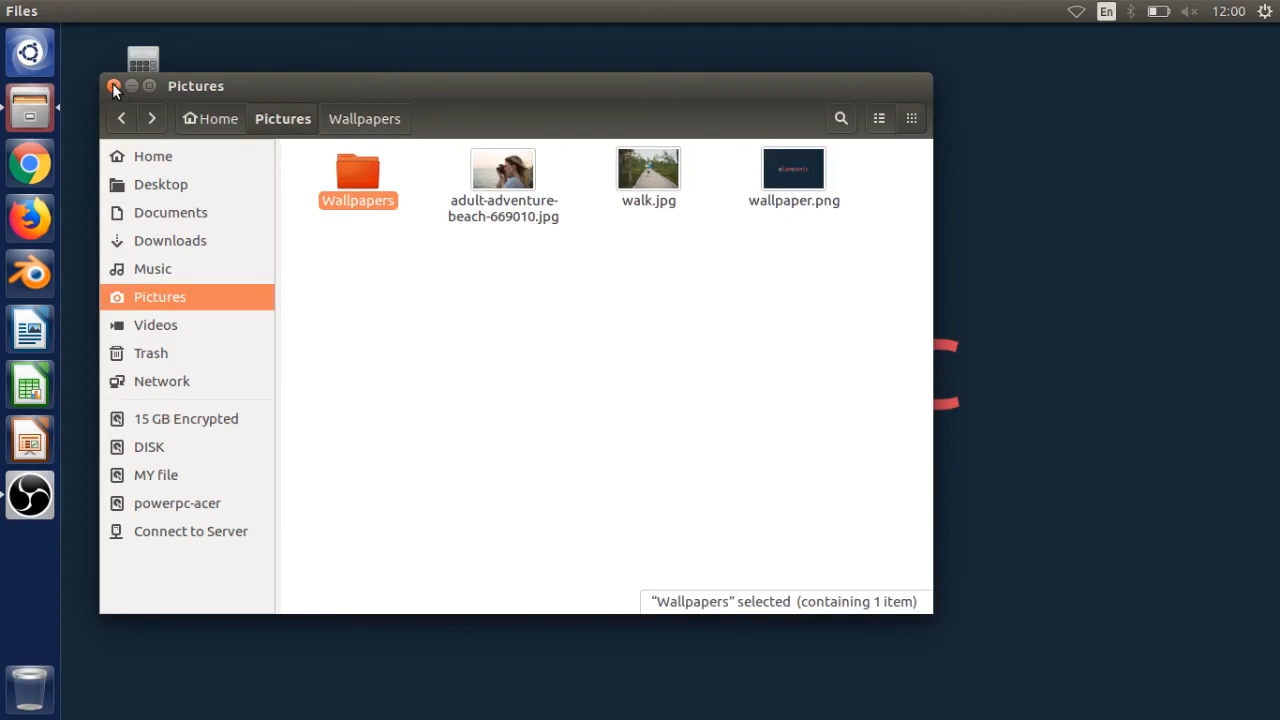 Files
En
12:00
Pictures
Home
Pictures
Wallpapers
Home
Desktop
Documents
Downloads
Music
Pictures
Videos
Trash
Network
15 GB Encrypted
DISK
MY file
powerpc-acer
Connect to Server
Wallpapers
adult-adventure-
beach-669010.jpg
walk.jpg
wallpaper.png
“Wallpapers” selected (containing 1 item)